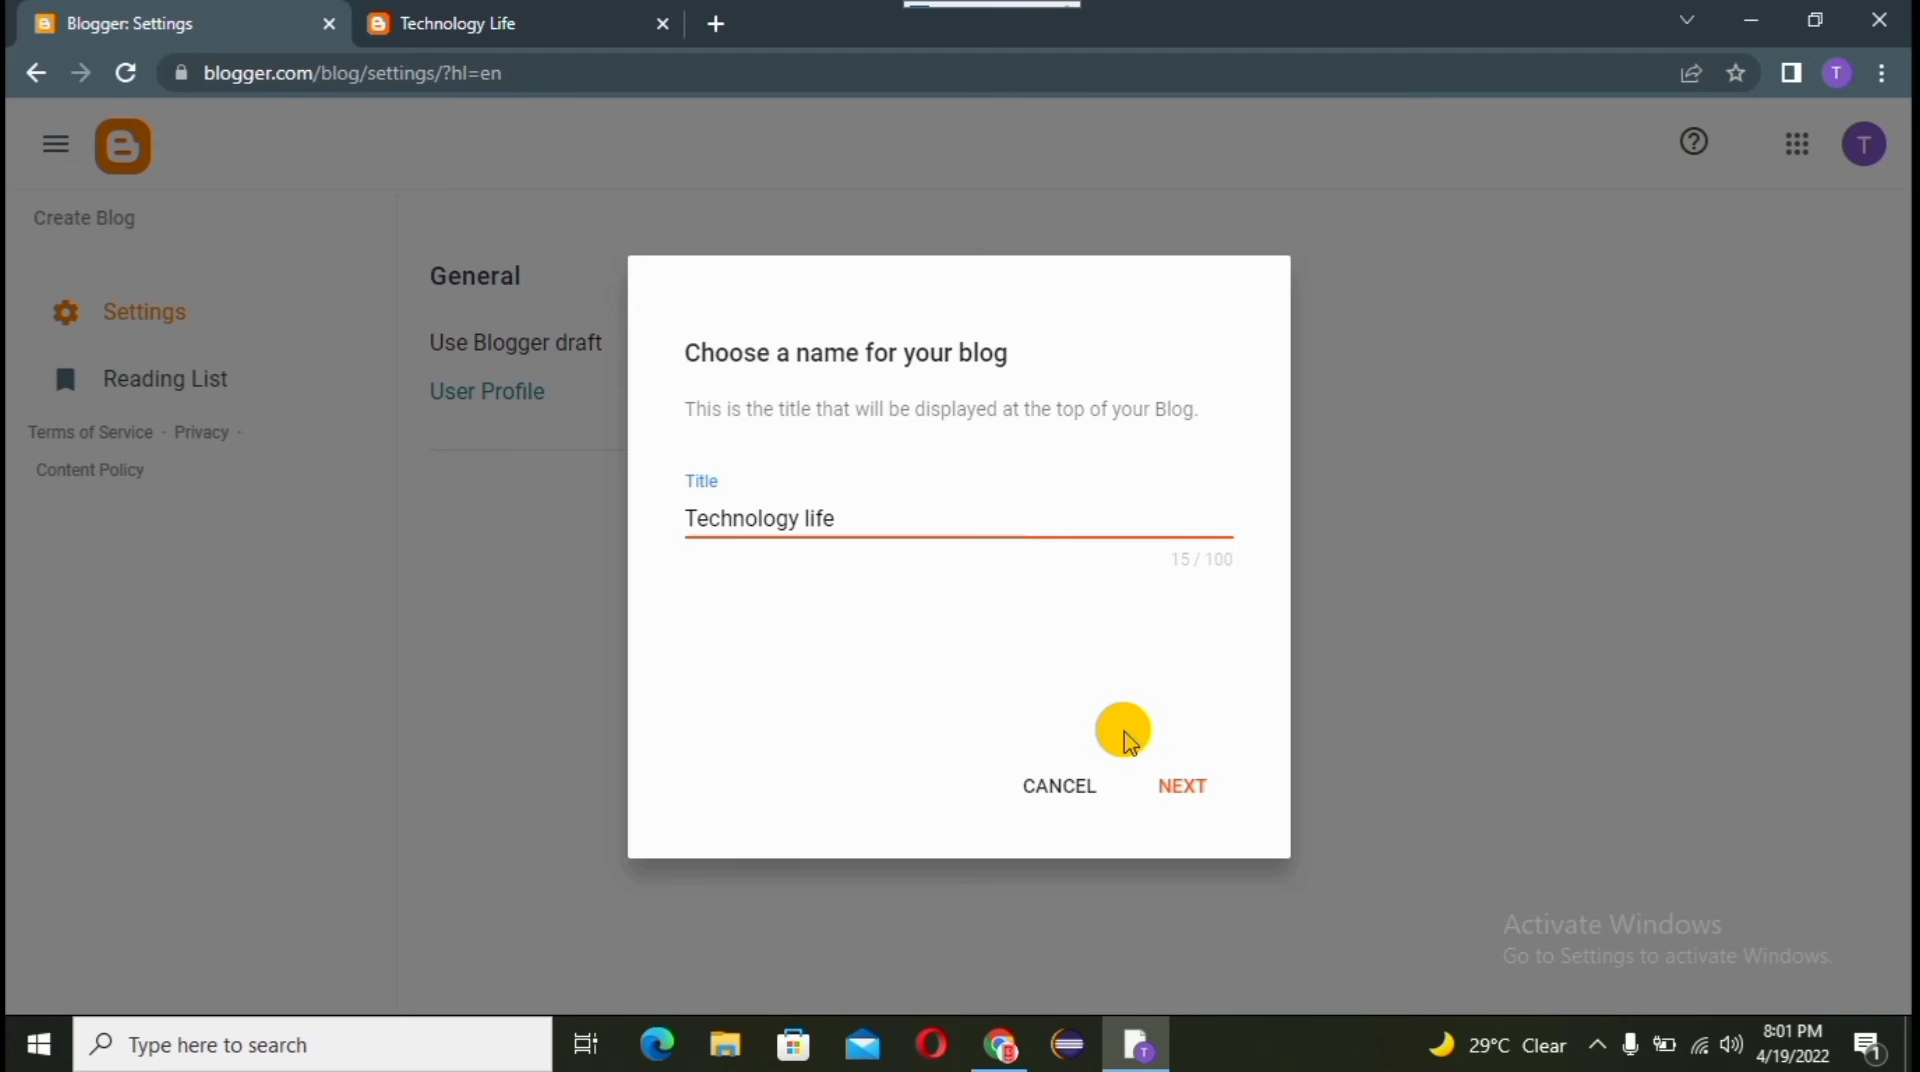 Blogger: Settings
Technology Life
blogger.com/blog/settings/?hl=en
T
T
Create Blog
General
Settings
Use Blogger draft
Reading List
User Profile
Terms of Service · Privacy ·
Content Policy
Choose a name for your blog
This is the title that will be displayed at the top of your Blog.
Title
Technology life
15 / 100
CANCEL
NEXT
Activate Windows
Go to Settings to activate Windows.
Type here to search
T
29°C Clear
8:01 PM
4/19/2022
1